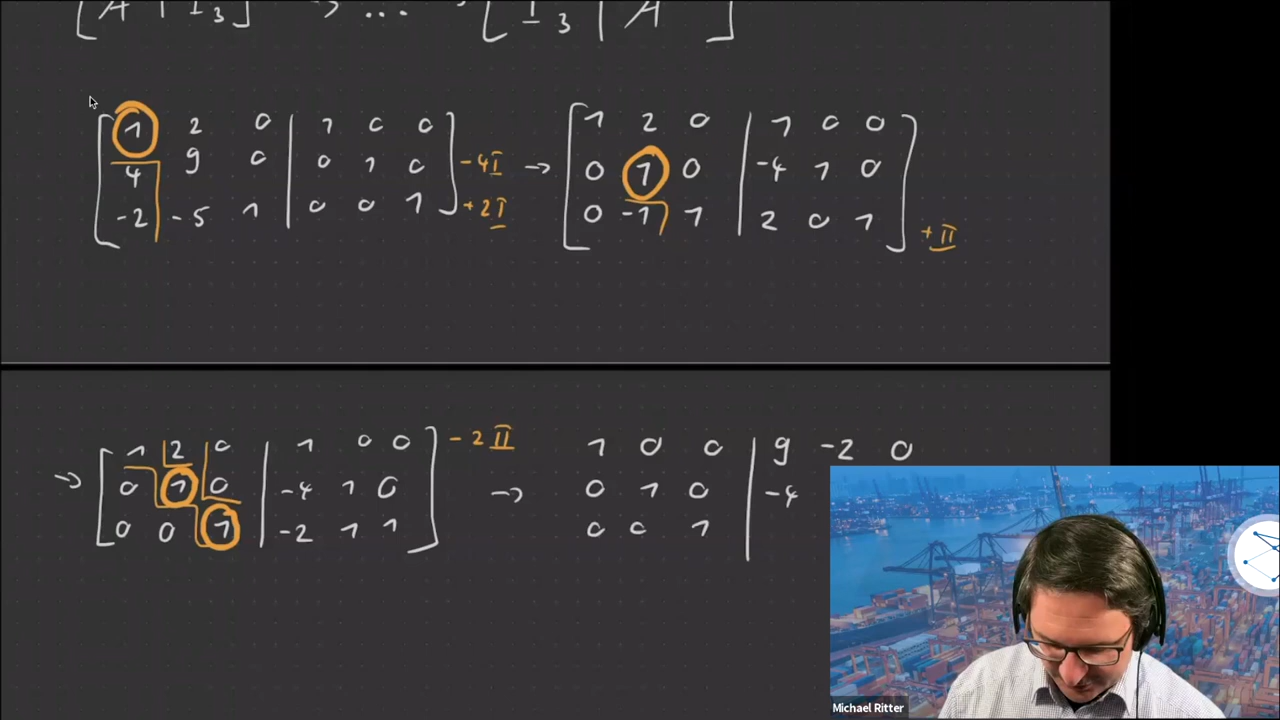 [ A | I₃ ] → ... → [ I₃ | A ]
[ 1 2 0 | 1 0 0 ]
[ 4 9 0 | 0 1 0 ] -4I →
[ -2 -5 1 | 0 0 1 ] +2I
[ 1 2 0 | 1 0 0 ]
[ 0 1 0 | -4 1 0 ]
[ 0 -1 1 | 2 0 1 ] +II
[ 1 2 0 | 1 0 0 ] -2II
→ [ 0 1 0 | -4 1 0 ] →
[ 0 0 1 | -2 1 1 ]
1 0 0 | 9 -2 0
0 1 0 | -4
0 0 1 |
Michael Ritter